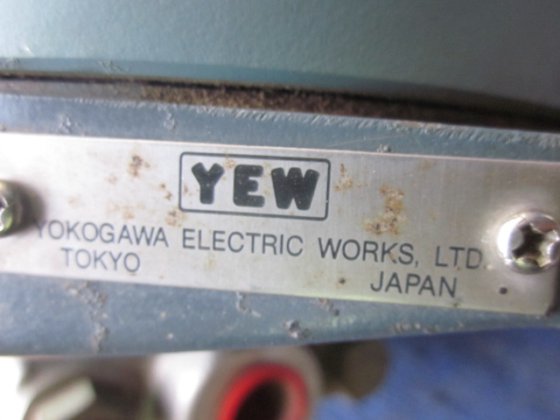 YEW
YOKOGAWA ELECTRIC WORKS, LTD.
TOKYO JAPAN